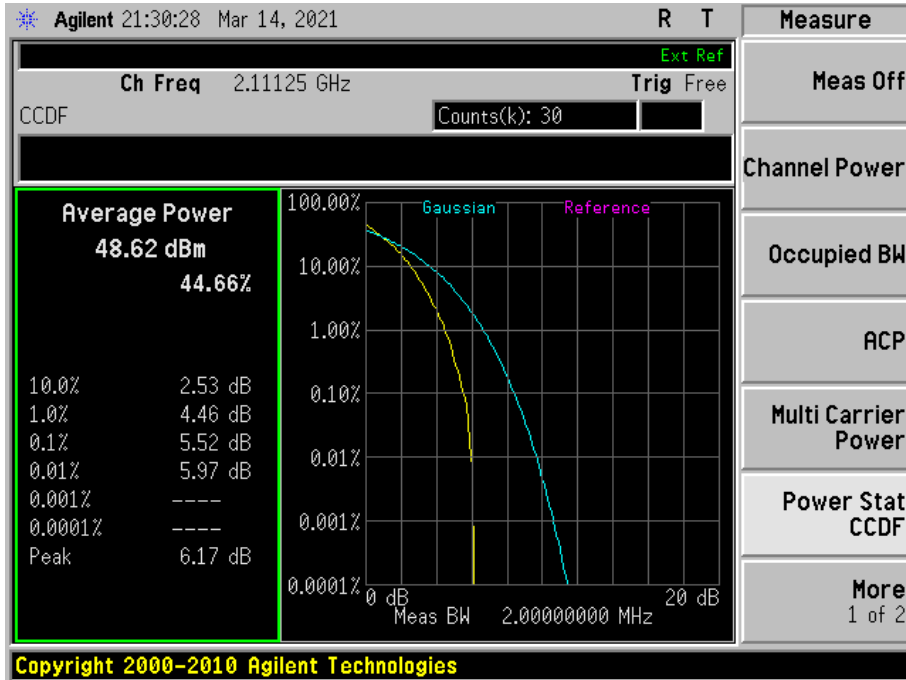 Agilent 21:30:28 Mar 14, 2021 R T
Measure
Ext Ref
Ch Freq 2.11125 GHz Trig Free
CCDF Counts(k): 30
Average Power
48.62 dBm
44.66%
10.0% 2.53 dB
1.0% 4.46 dB
0.1% 5.52 dB
0.01% 5.97 dB
0.001% ----
0.0001% ----
Peak 6.17 dB
Gaussian Reference
100.00%
10.00%
1.00%
0.10%
0.01%
0.001%
0.0001%
0 dB 20 dB
Meas BW 2.00000000 MHz
Meas Off
Channel Power
Occupied BW
ACP
Multi Carrier
Power
Power Stat
CCDF
More
1 of 2
Copyright 2000-2010 Agilent Technologies